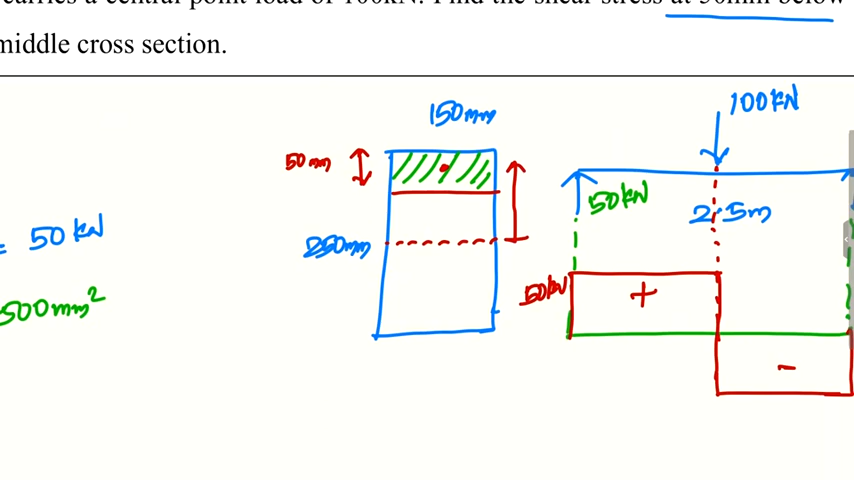 carries a central point load of 100kN. Find the shear stress at 50mm below
middle cross section.
150mm
100kN
50mm
50kN
2.5m
= 50kN
250mm
50kN
+
500mm²
-